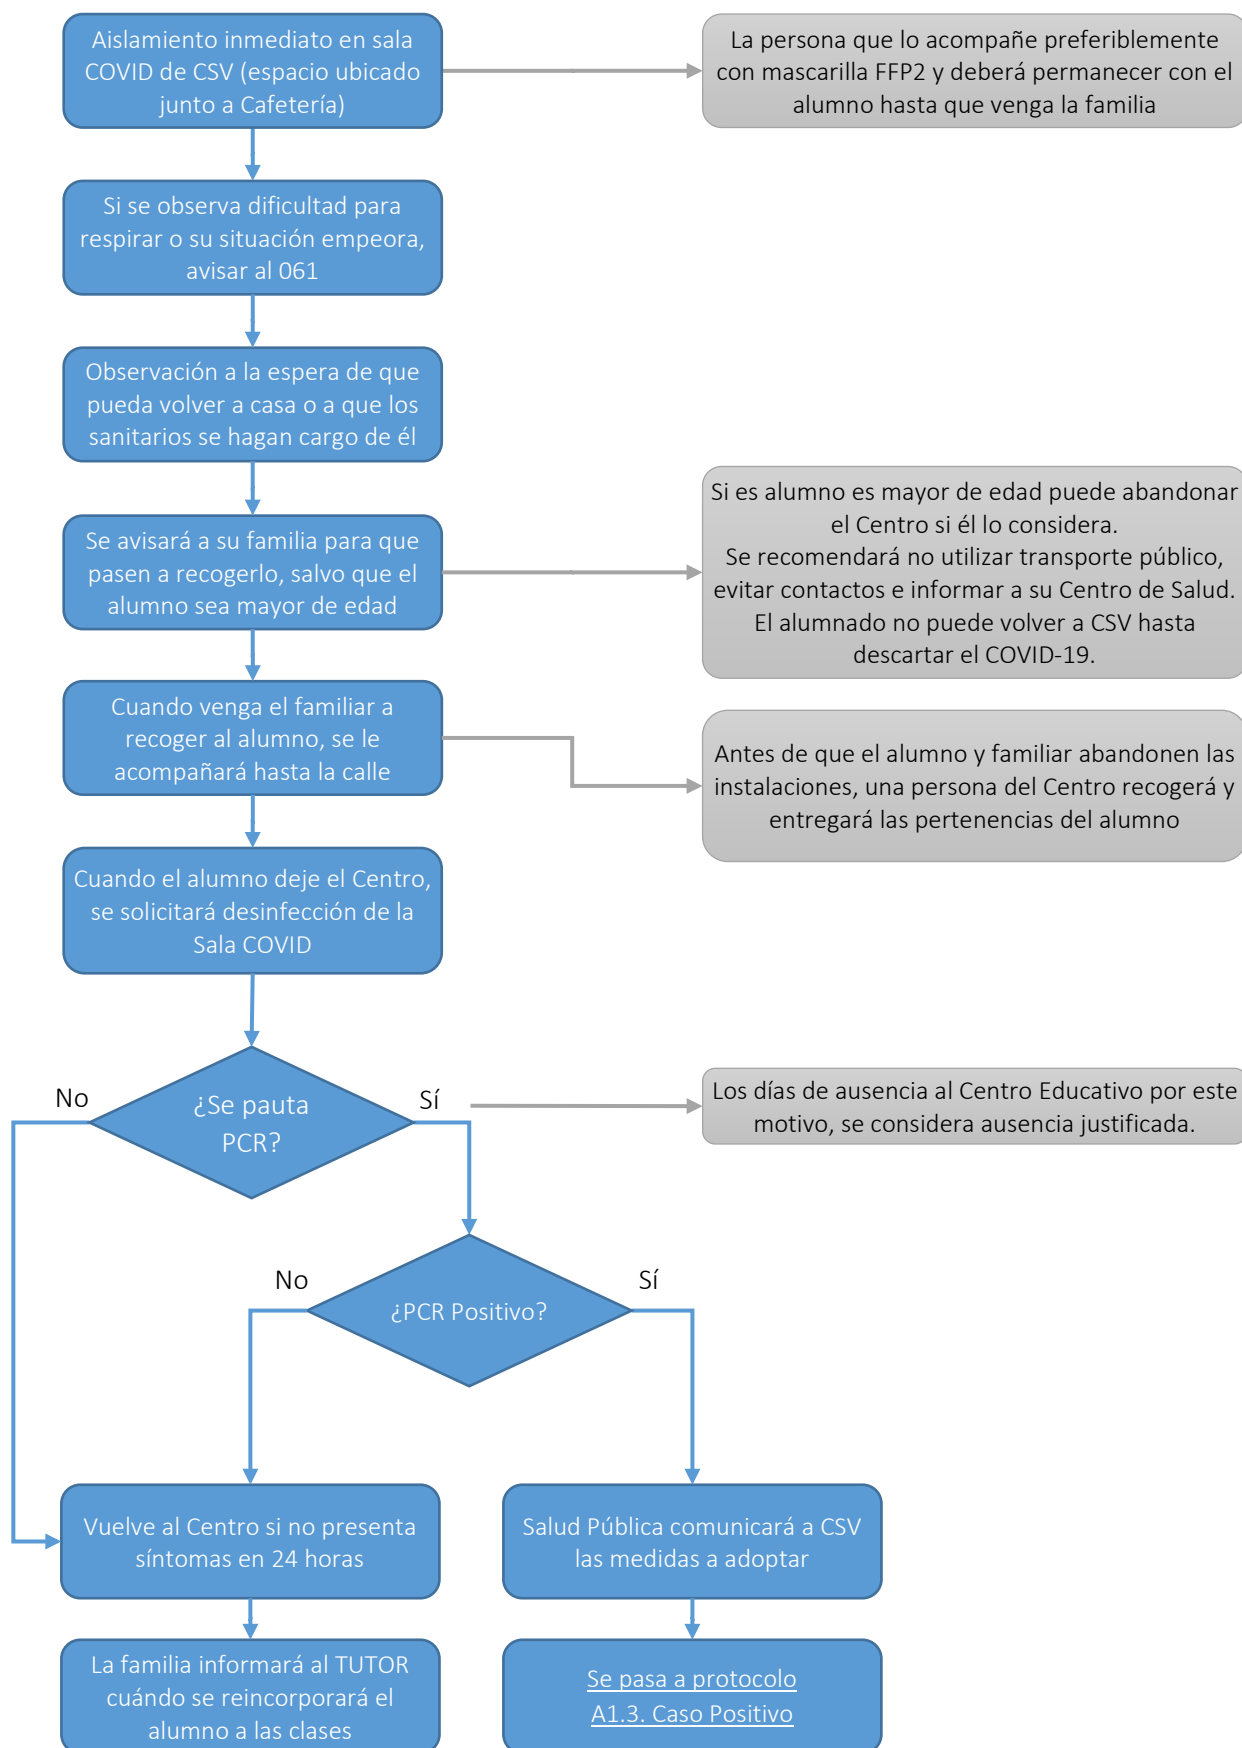 Aislamiento inmediato en sala
COVID de CSV (espacio ubicado
junto a Cafetería)
La persona que lo acompañe preferiblemente
con mascarilla FFP2 y deberá permanecer con el
alumno hasta que venga la familia
Si se observa dificultad para
respirar o su situación empeora,
avisar al 061
Observación a la espera de que
pueda volver a casa o a que los
sanitarios se hagan cargo de él
Se avisará a su familia para que
pasen a recogerlo, salvo que el
alumno sea mayor de edad
Si es alumno es mayor de edad puede abandonar
el Centro si él lo considera.
Se recomendará no utilizar transporte público,
evitar contactos e informar a su Centro de Salud.
El alumnado no puede volver a CSV hasta
descartar el COVID-19.
Cuando venga el familiar a
recoger al alumno, se le
acompañará hasta la calle
Antes de que el alumno y familiar abandonen las
instalaciones, una persona del Centro recogerá y
entregará las pertenencias del alumno
Cuando el alumno deje el Centro,
se solicitará desinfección de la
Sala COVID
No
¿Se pauta
PCR?
Sí
Los días de ausencia al Centro Educativo por este
motivo, se considera ausencia justificada.
No
¿PCR Positivo?
Sí
Vuelve al Centro si no presenta
síntomas en 24 horas
Salud Pública comunicará a CSV
las medidas a adoptar
La familia informará al TUTOR
cuándo se reincorporará el
alumno a las clases
Se pasa a protocolo
A1.3. Caso Positivo